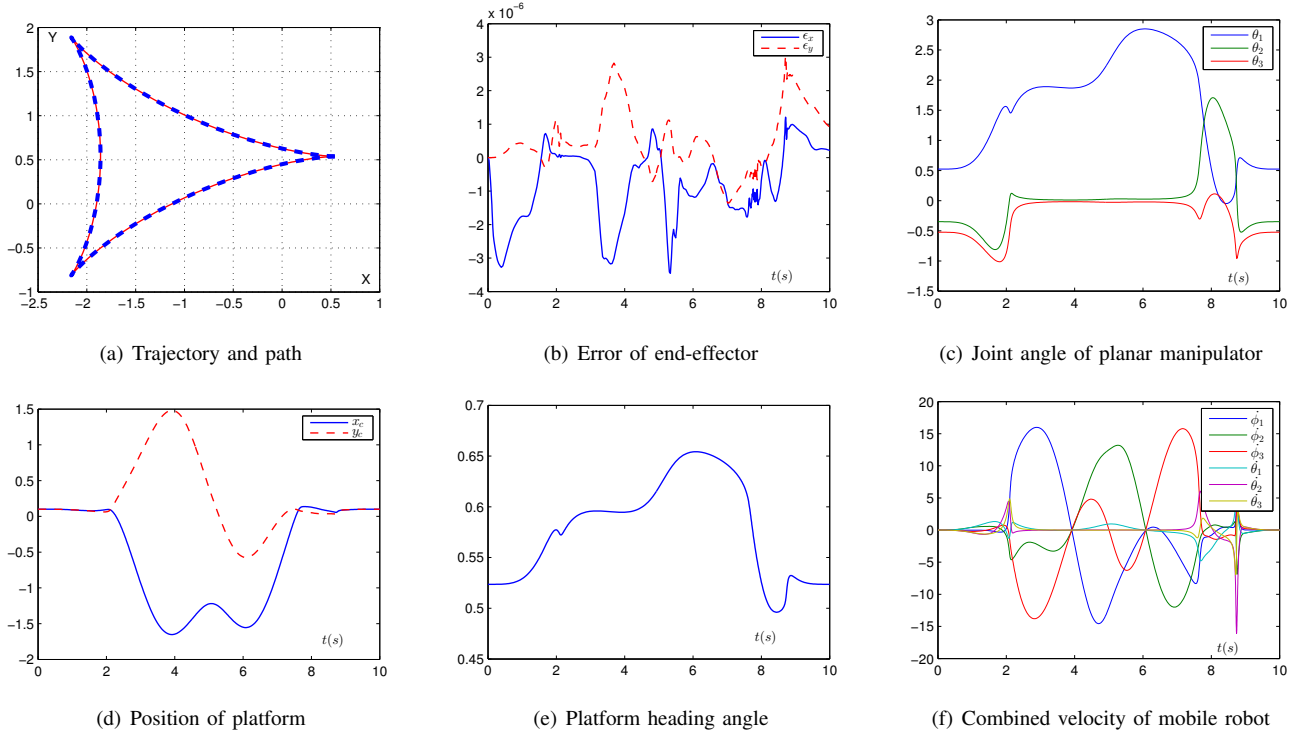 Y
2
1.5
1
0.5
0
−0.5
−1
−2.5 −2 −1.5 −1 −0.5 0 0.5 1
X
(a) Trajectory and path
x 10⁻⁶
4
3
2
1
0
−1
−2
−3
−4
0 2 4 6 8 10
ϵx
ϵy
t(s)
(b) Error of end-effector
3
2.5
2
1.5
1
0.5
0
−0.5
−1
−1.5
0 2 4 6 8 10
θ1
θ2
θ3
t(s)
(c) Joint angle of planar manipulator
1.5
1
0.5
0
−0.5
−1
−1.5
−2
0 2 4 6 8 10
xc
yc
t(s)
(d) Position of platform
0.7
0.65
0.6
0.55
0.5
0.45
0 2 4 6 8 10
t(s)
(e) Platform heading angle
20
15
10
5
0
−5
−10
−15
−20
0 2 4 6 8 10
ϕ̇1
ϕ̇2
ϕ̇3
θ̇1
θ̇2
θ̇3
t(s)
(f) Combined velocity of mobile robot